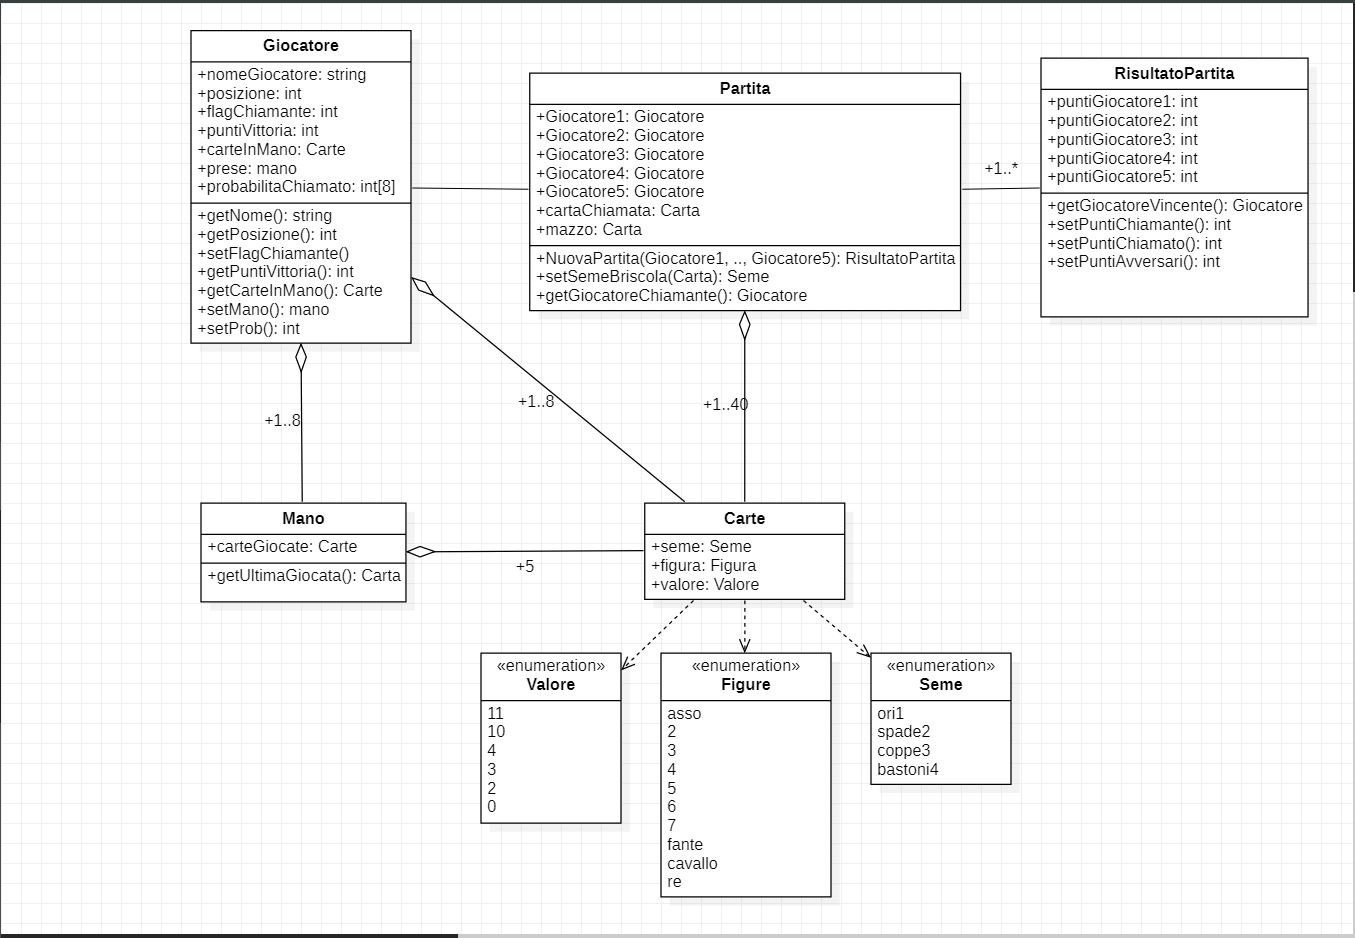 Giocatore
+nomeGiocatore: string
+posizione: int
+flagChiamante: int
+puntiVittoria: int
+carteInMano: Carte
+prese: mano
+probabilitaChiamato: int[8]
+getNome(): string
+getPosizione(): int
+setFlagChiamante()
+getPuntiVittoria(): int
+getCarteInMano(): Carte
+setMano(): mano
+setProb(): int
Partita
+Giocatore1: Giocatore
+Giocatore2: Giocatore
+Giocatore3: Giocatore
+Giocatore4: Giocatore
+Giocatore5: Giocatore
+cartaChiamata: Carta
+mazzo: Carta
+NuovaPartita(Giocatore1, .., Giocatore5): RisultatoPartita
+setSemeBriscola(Carta): Seme
+getGiocatoreChiamante(): Giocatore
+1..*
RisultatoPartita
+puntiGiocatore1: int
+puntiGiocatore2: int
+puntiGiocatore3: int
+puntiGiocatore4: int
+puntiGiocatore5: int
+getGiocatoreVincente(): Giocatore
+setPuntiChiamante(): int
+setPuntiChiamato(): int
+setPuntiAvversari(): int
+1..8
+1..8
+1..40
Mano
+carteGiocate: Carte
+getUltimaGiocata(): Carta
+5
Carte
+seme: Seme
+figura: Figura
+valore: Valore
«enumeration»
Valore
11
10
4
3
2
0
«enumeration»
Figure
asso
2
3
4
5
6
7
fante
cavallo
re
«enumeration»
Seme
ori1
spade2
coppe3
bastoni4